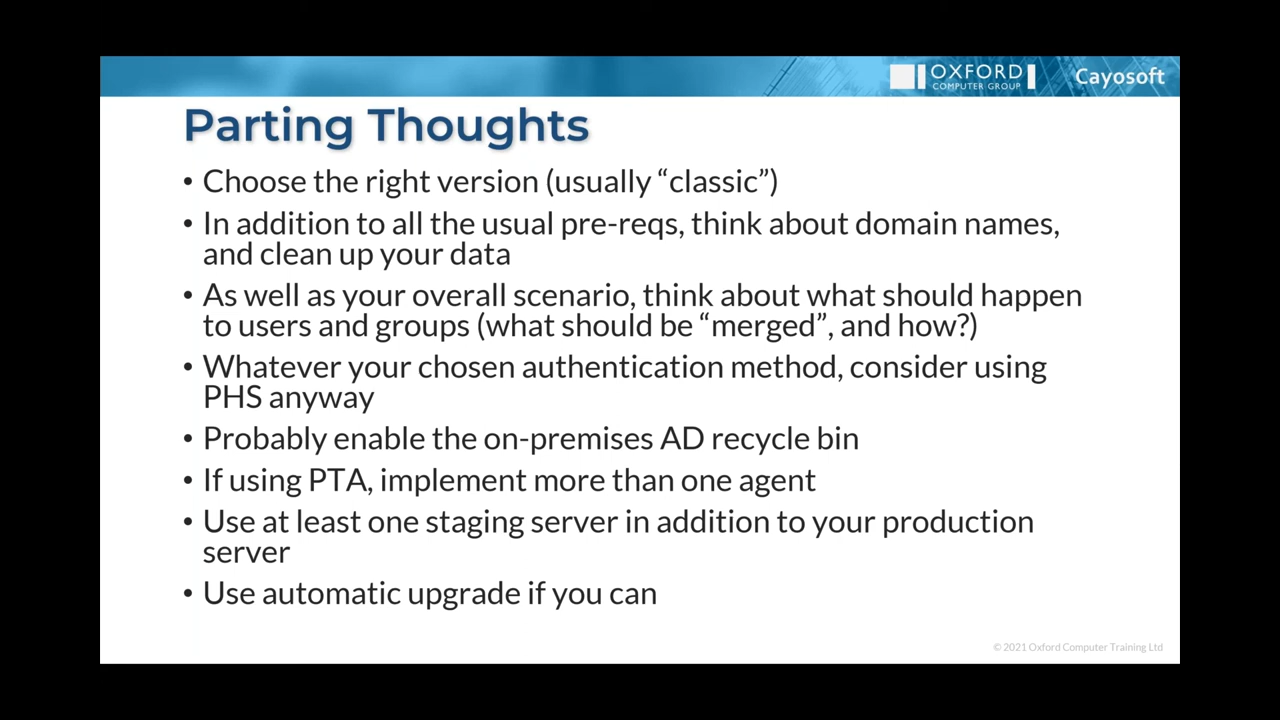 OXFORD
COMPUTER GROUP
Cayosoft
Parting Thoughts
• Choose the right version (usually “classic”)
• In addition to all the usual pre-reqs, think about domain names,
and clean up your data
• As well as your overall scenario, think about what should happen
to users and groups (what should be “merged”, and how?)
• Whatever your chosen authentication method, consider using
PHS anyway
• Probably enable the on-premises AD recycle bin
• If using PTA, implement more than one agent
• Use at least one staging server in addition to your production
server
• Use automatic upgrade if you can
© 2021 Oxford Computer Training Ltd